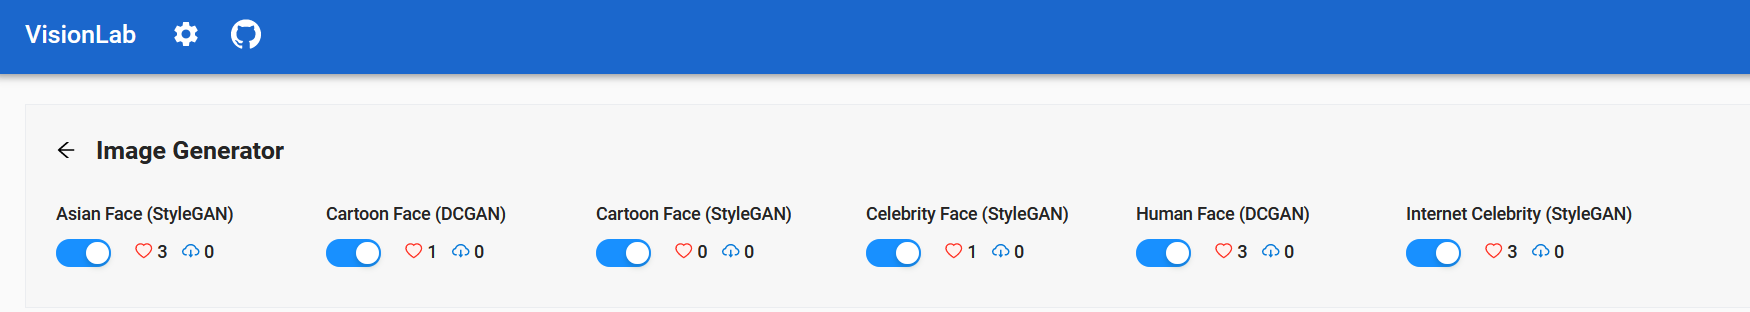 VisionLab
Image Generator
Asian Face (StyleGAN)
3 0
Cartoon Face (DCGAN)
1 0
Cartoon Face (StyleGAN)
0 0
Celebrity Face (StyleGAN)
1 0
Human Face (DCGAN)
3 0
Internet Celebrity (StyleGAN)
3 0